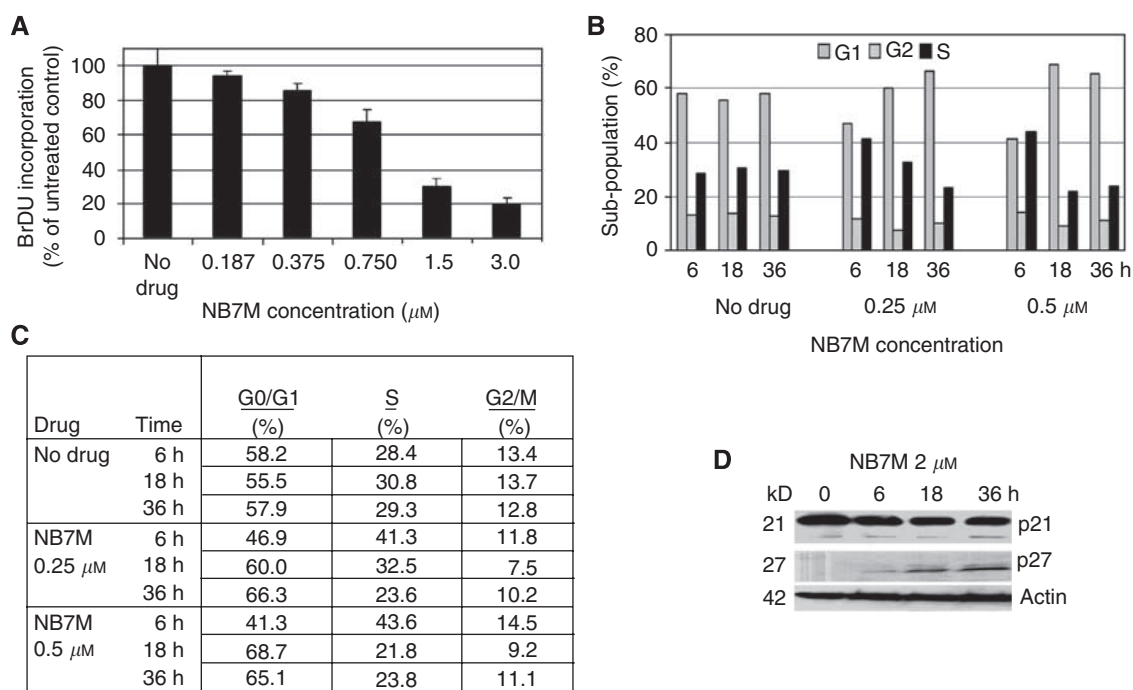 A
BrDU incorporation
(% of untreated control)
100
80
60
40
20
0
No drug
0.187
0.375
0.750
1.5
3.0
NB7M concentration (μM)
B
Sub-population (%)
80
60
40
20
0
G1 G2 S
6 18 36 6 18 36 6 18 36 h
No drug 0.25 μM 0.5 μM
NB7M concentration
C
Drug Time G0/G1 (%) S (%) G2/M (%)
No drug 6 h 58.2 28.4 13.4
18 h 55.5 30.8 13.7
36 h 57.9 29.3 12.8
NB7M 6 h 46.9 41.3 11.8
0.25 μM 18 h 60.0 32.5 7.5
36 h 66.3 23.6 10.2
NB7M 6 h 41.3 43.6 14.5
0.5 μM 18 h 68.7 21.8 9.2
36 h 65.1 23.8 11.1
D
NB7M 2 μM
kD 0 6 18 36 h
21 p21
27 p27
42 Actin